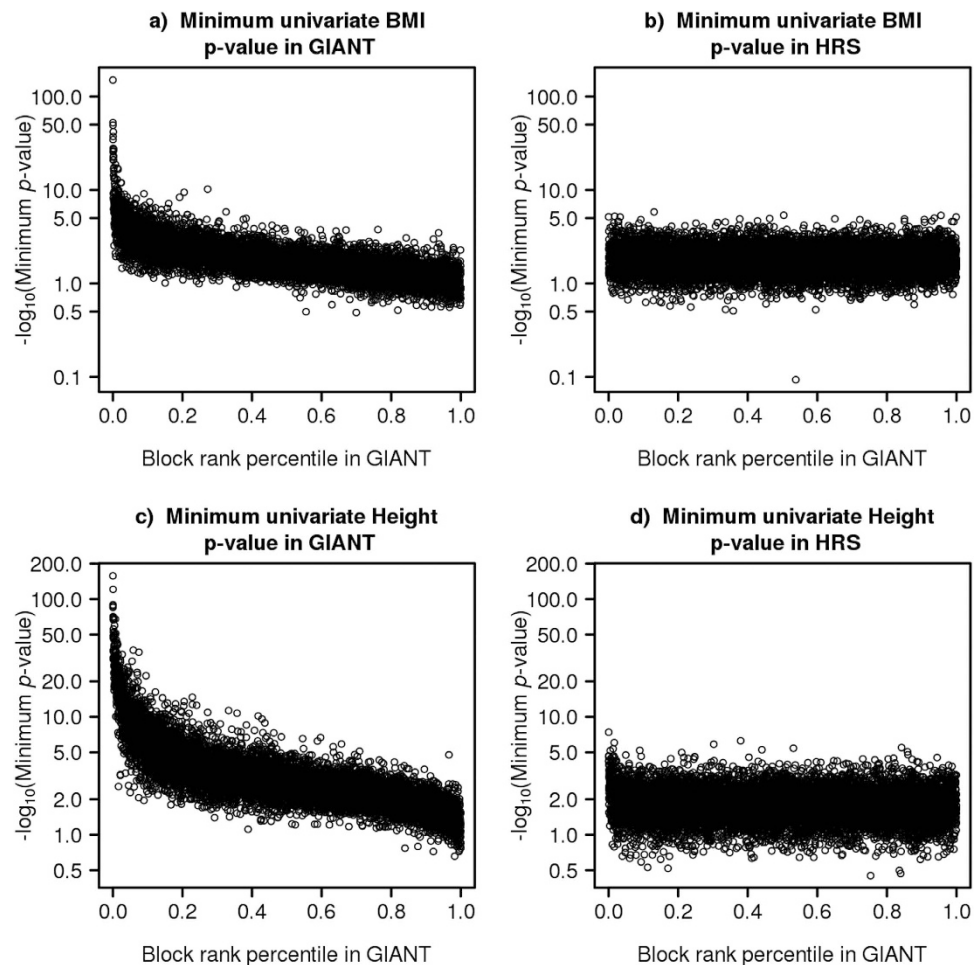 a) Minimum univariate BMI
p-value in GIANT
-log10(Minimum p-value)
100.0
50.0
10.0
5.0
1.0
0.5
0.1
0.0 0.2 0.4 0.6 0.8 1.0
Block rank percentile in GIANT
b) Minimum univariate BMI
p-value in HRS
-log10(Minimum p-value)
100.0
50.0
10.0
5.0
1.0
0.5
0.1
0.0 0.2 0.4 0.6 0.8 1.0
Block rank percentile in GIANT
c) Minimum univariate Height
p-value in GIANT
-log10(Minimum p-value)
200.0
100.0
50.0
20.0
10.0
5.0
2.0
1.0
0.5
0.0 0.2 0.4 0.6 0.8 1.0
Block rank percentile in GIANT
d) Minimum univariate Height
p-value in HRS
-log10(Minimum p-value)
200.0
100.0
50.0
20.0
10.0
5.0
2.0
1.0
0.5
0.0 0.2 0.4 0.6 0.8 1.0
Block rank percentile in GIANT